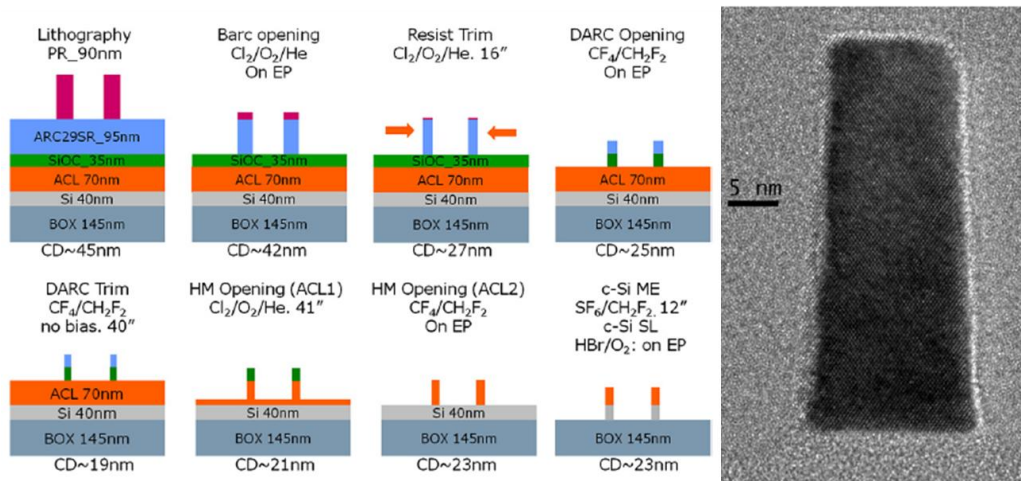 Lithography
PR_90nm
ARC29SR_95nm
SiOC_35nm
ACL 70nm
Si 40nm
BOX 145nm
CD~45nm
Barc opening
Cl₂/O₂/He
On EP
SiOC_35nm
ACL 70nm
Si 40nm
BOX 145nm
CD~42nm
Resist Trim
Cl₂/O₂/He. 16″
SiOC_35nm
ACL 70nm
Si 40nm
BOX 145nm
CD~27nm
DARC Opening
CF₄/CH₂F₂
On EP
ACL 70nm
Si 40nm
BOX 145nm
CD~25nm
5 nm
DARC Trim
CF₄/CH₂F₂
no bias. 40″
ACL 70nm
Si 40nm
BOX 145nm
CD~19nm
HM Opening (ACL1)
Cl₂/O₂/He. 41″
Si 40nm
BOX 145nm
CD~21nm
HM Opening (ACL2)
CF₄/CH₂F₂
On EP
Si 40nm
BOX 145nm
CD~23nm
c-Si ME
SF₆/CH₂F₂. 12″
c-Si SL
HBr/O₂: on EP
BOX 145nm
CD~23nm